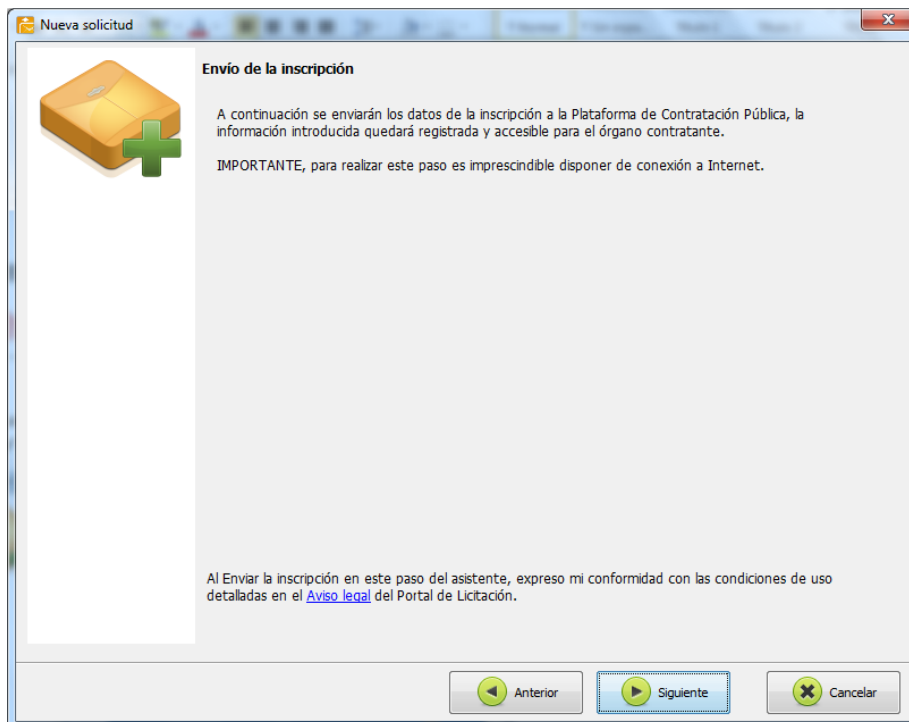 Nueva solicitud
Envío de la inscripción
A continuación se enviarán los datos de la inscripción a la Plataforma de Contratación Pública, la
información introducida quedará registrada y accesible para el órgano contratante.
IMPORTANTE, para realizar este paso es imprescindible disponer de conexión a Internet.
Al Enviar la inscripción en este paso del asistente, expreso mi conformidad con las condiciones de uso
detalladas en el Aviso legal del Portal de Licitación.
Anterior
Siguiente
Cancelar